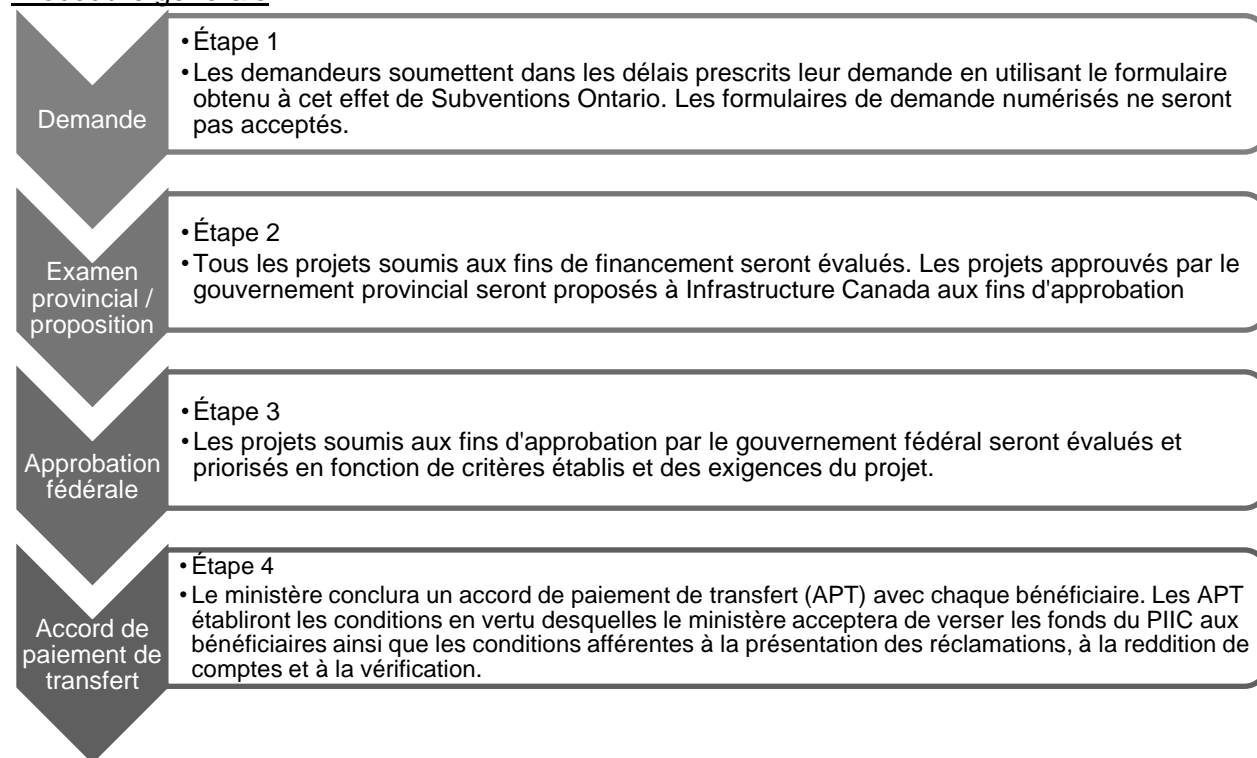 Demande
•Étape 1
•Les demandeurs soumettent dans les délais prescrits leur demande en utilisant le formulaire
obtenu à cet effet de Subventions Ontario. Les formulaires de demande numérisés ne seront
pas acceptés.
Examen
provincial /
proposition
•Étape 2
•Tous les projets soumis aux fins de financement seront évalués. Les projets approuvés par le
gouvernement provincial seront proposés à Infrastructure Canada aux fins d'approbation
Approbation
fédérale
•Étape 3
•Les projets soumis aux fins d'approbation par le gouvernement fédéral seront évalués et
priorisés en fonction de critères établis et des exigences du projet.
Accord de
paiement de
transfert
•Étape 4
•Le ministère conclura un accord de paiement de transfert (APT) avec chaque bénéficiaire. Les APT
établiront les conditions en vertu desquelles le ministère acceptera de verser les fonds du PIIC aux
bénéficiaires ainsi que les conditions afférentes à la présentation des réclamations, à la reddition de
comptes et à la vérification.